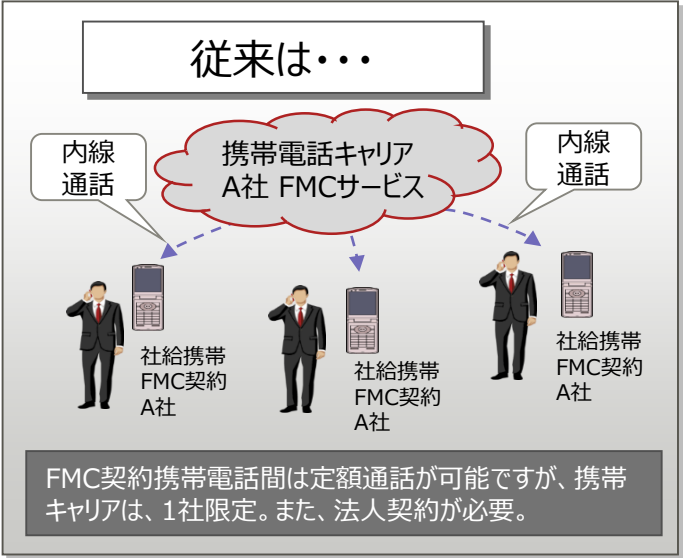 従来は・・・
内線
通話
携帯電話キャリア
A社 FMCサービス
内線
通話
社給携帯
FMC契約
A社
社給携帯
FMC契約
A社
社給携帯
FMC契約
A社
FMC契約携帯電話間は定額通話が可能ですが、携帯
キャリアは、1社限定。また、法人契約が必要。